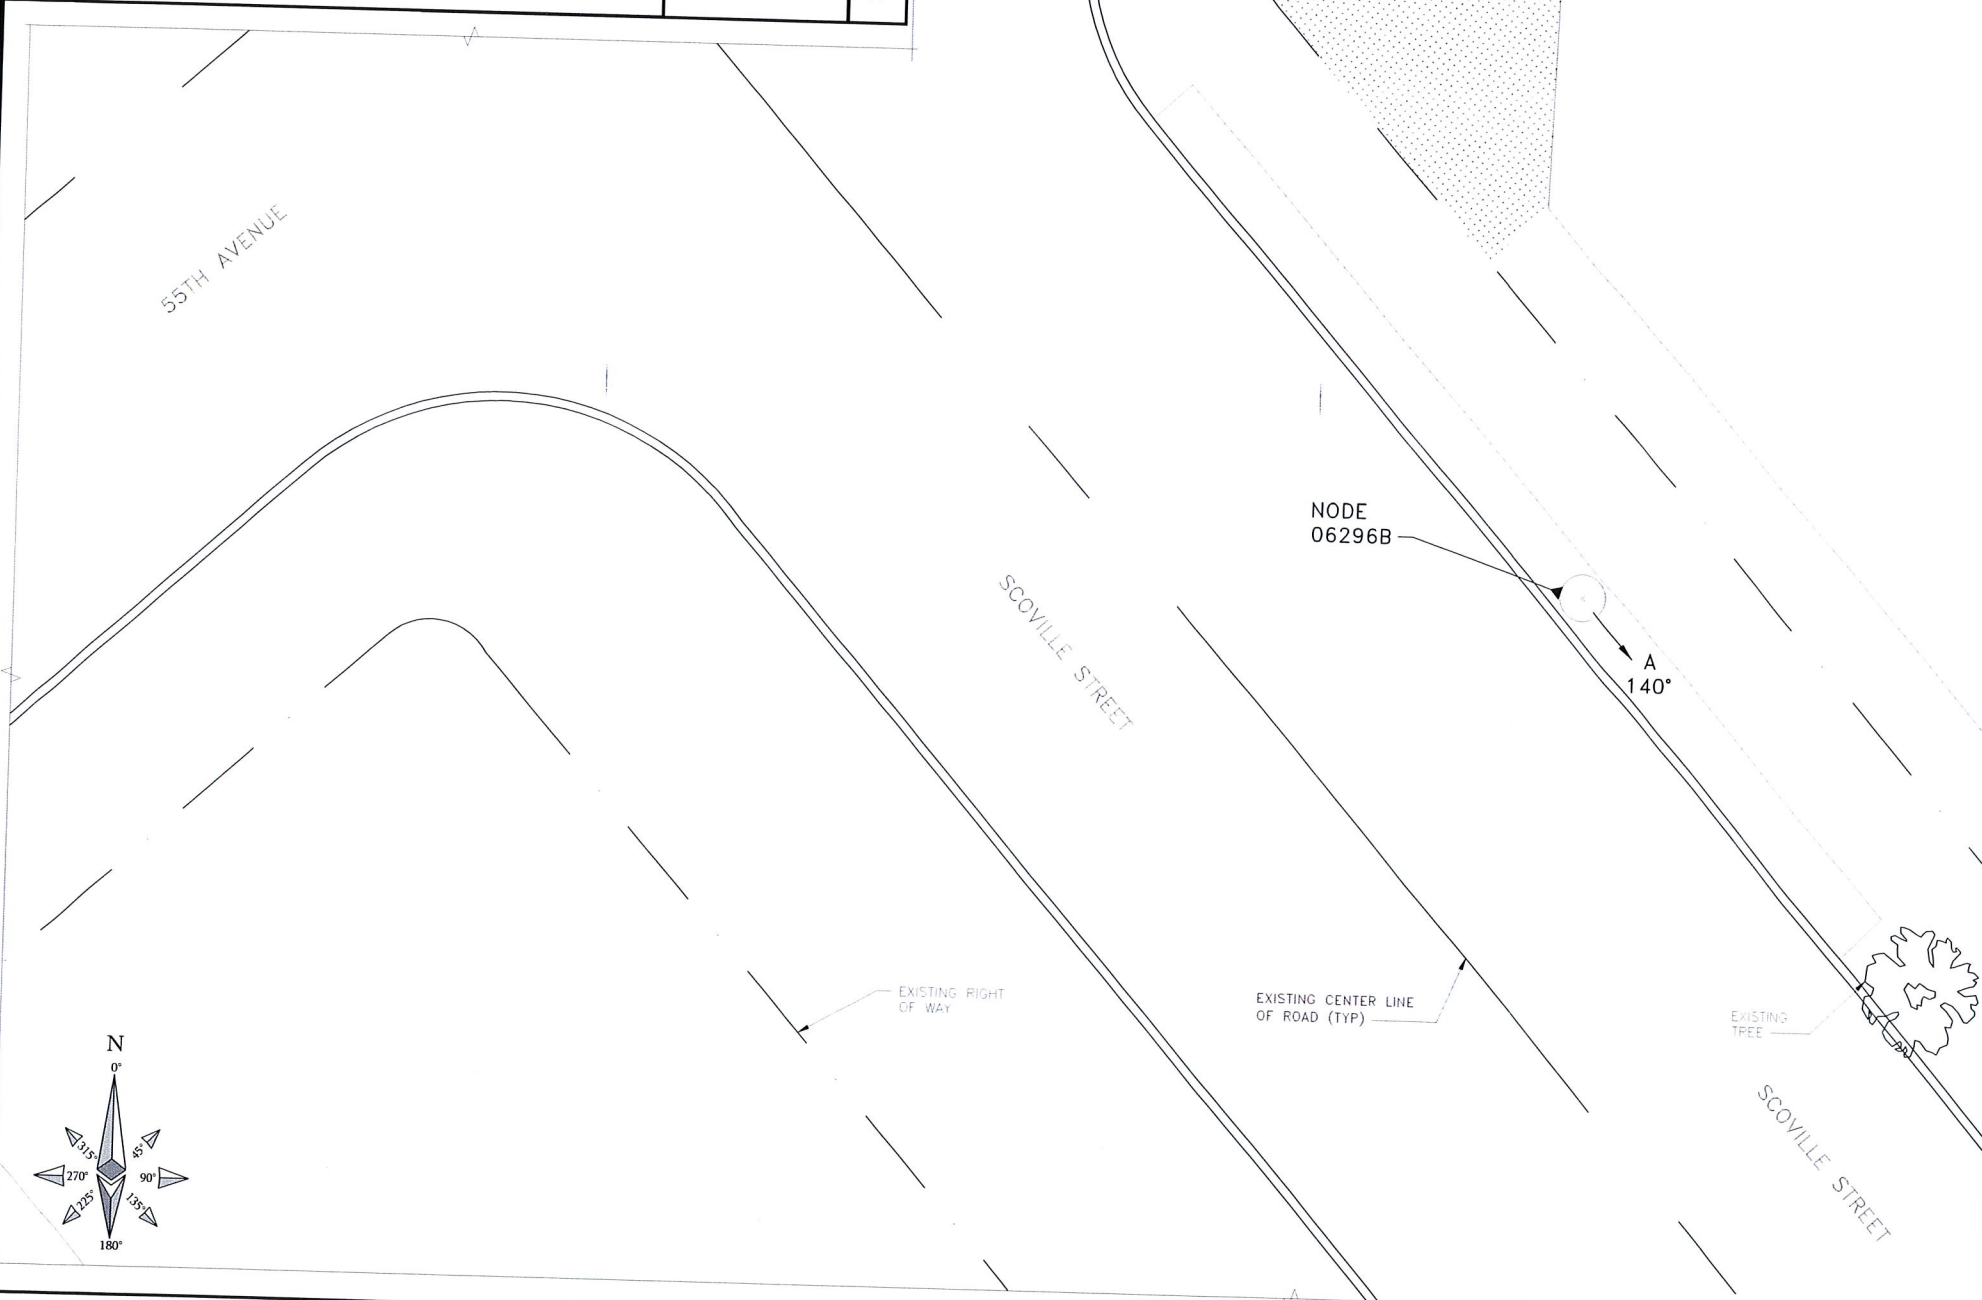 55TH AVENUE
NODE
06296B
SCOVILLE STREET
A
140°
EXISTING RIGHT
OF WAY
EXISTING CENTER LINE
OF ROAD (TYP)
EXISTING
TREE
SCOVILLE STREET
N
0°
315°
45°
270°
90°
225°
135°
180°